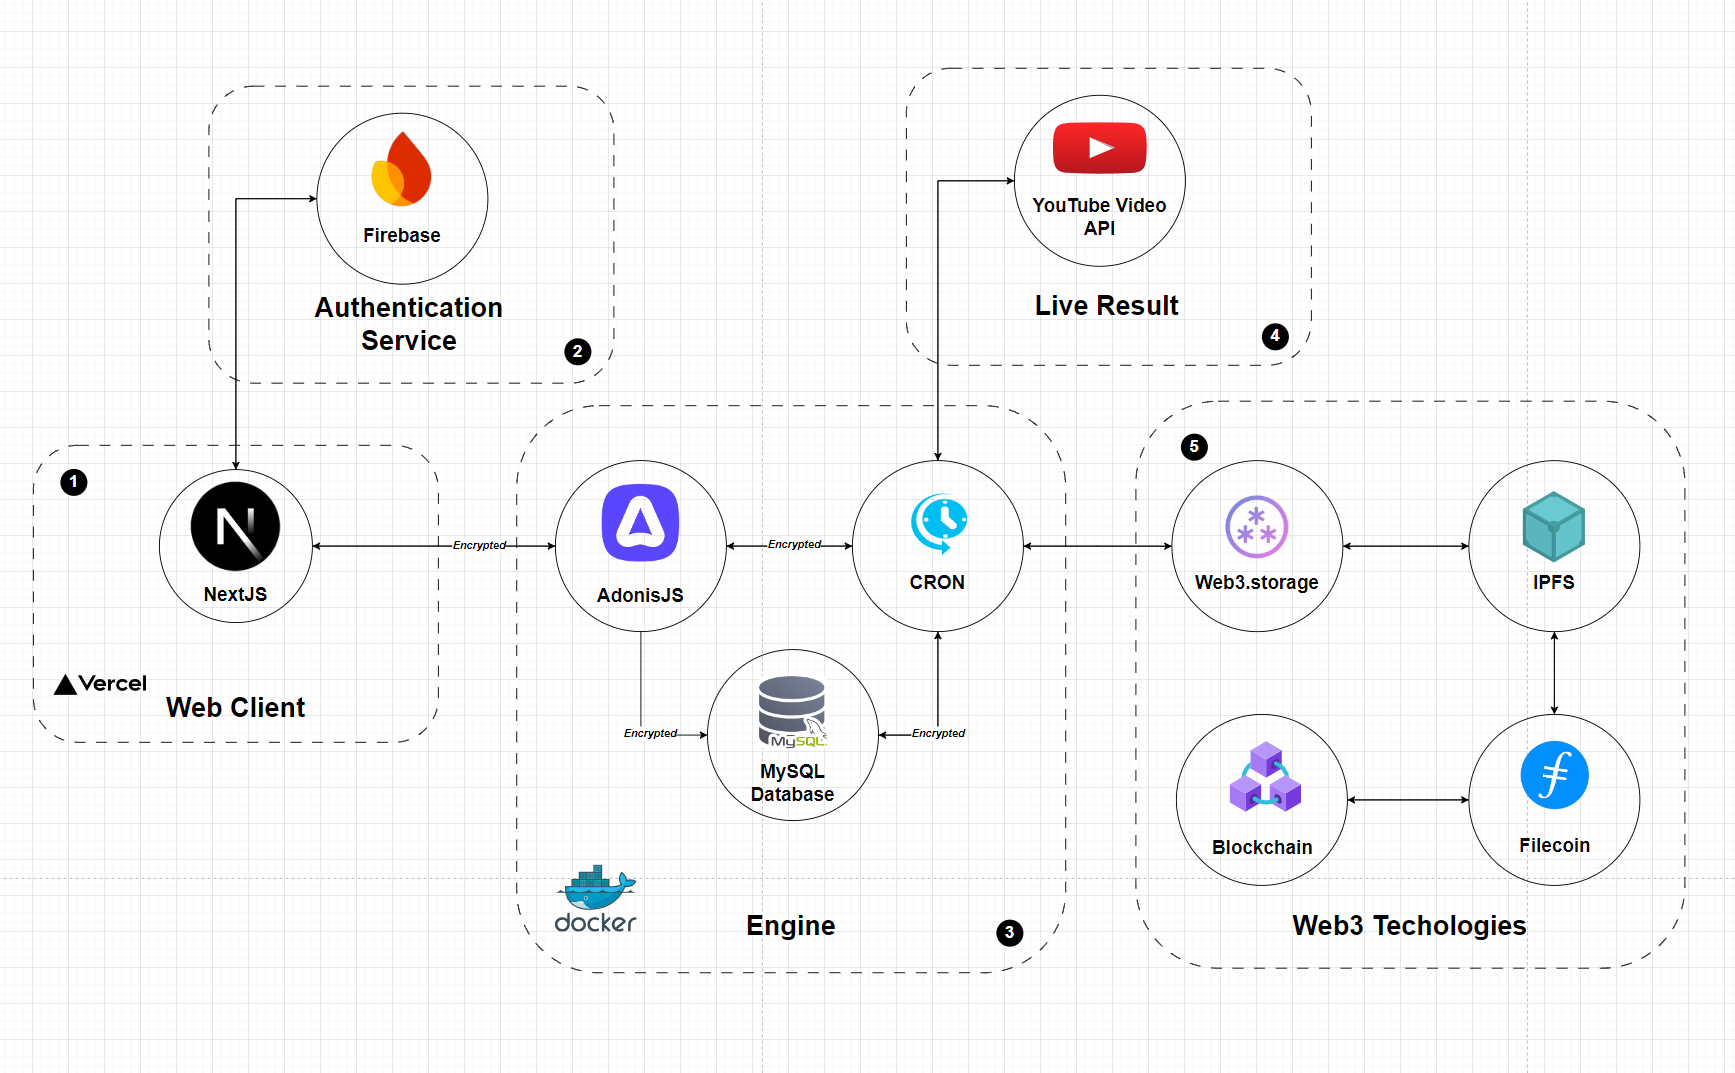 Firebase
Authentication
Service
2
YouTube Video
API
Live Result
4
1
N
NextJS
Vercel
Web Client
Encrypted
AdonisJS
Encrypted
CRON
Encrypted
MySQL
MySQL
Database
Encrypted
docker
Engine
3
5
Web3.storage
IPFS
Blockchain
Filecoin
Web3 Techologies